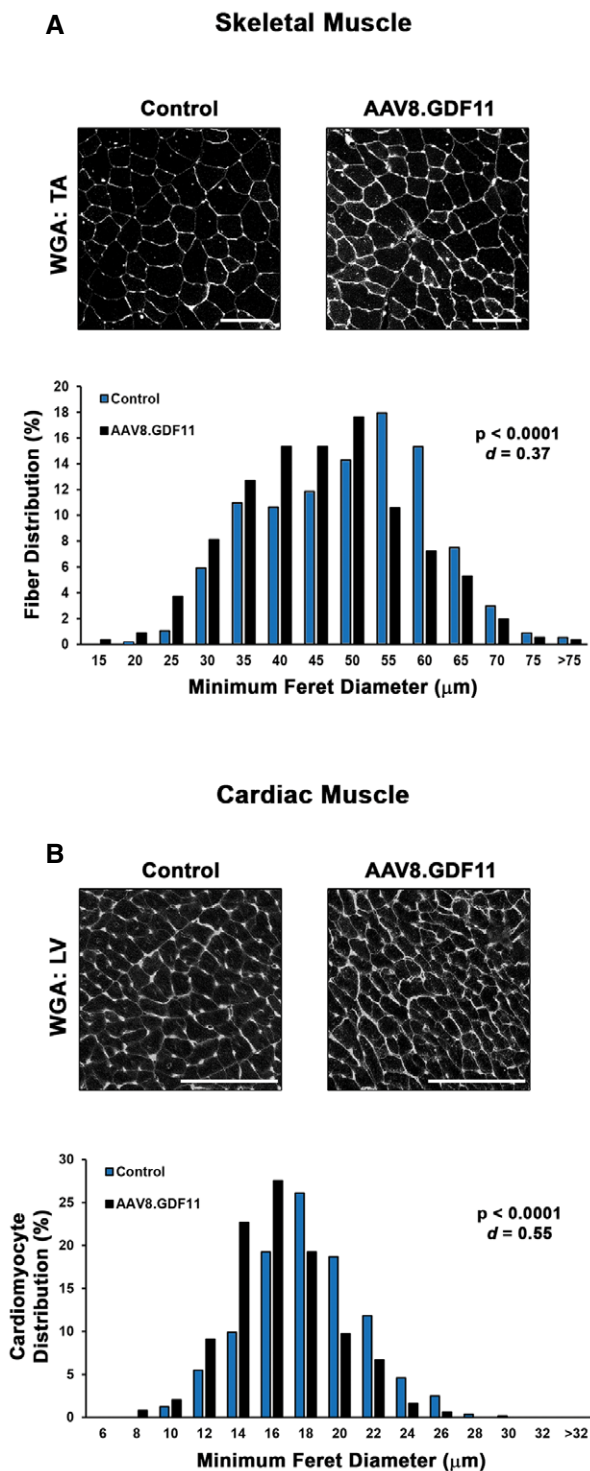 A
Skeletal Muscle
Control
AAV8.GDF11
WGA: TA
Fiber Distribution (%)
20
18
16
14
12
10
8
6
4
2
0
Control
AAV8.GDF11
p < 0.0001
d = 0.37
15 20 25 30 35 40 45 50 55 60 65 70 75 >75
Minimum Feret Diameter (μm)
Cardiac Muscle
B
Control
AAV8.GDF11
WGA: LV
Cardiomyocyte
Distribution (%)
30
25
20
15
10
5
0
Control
AAV8.GDF11
p < 0.0001
d = 0.55
6 8 10 12 14 16 18 20 22 24 26 28 30 32 >32
Minimum Feret Diameter (μm)